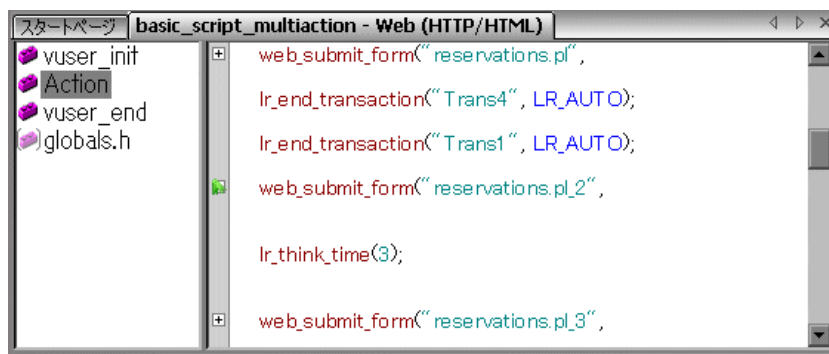 スタートページ basic_script_multiaction - Web (HTTP/HTML)
vuser_init
Action
vuser_end
globals.h
web_submit_form("reservations.pl",
lr_end_transaction("Trans4", LR_AUTO);
lr_end_transaction("Trans1", LR_AUTO);
web_submit_form("reservations.pl_2",
lr_think_time(3);
web_submit_form("reservations.pl_3",